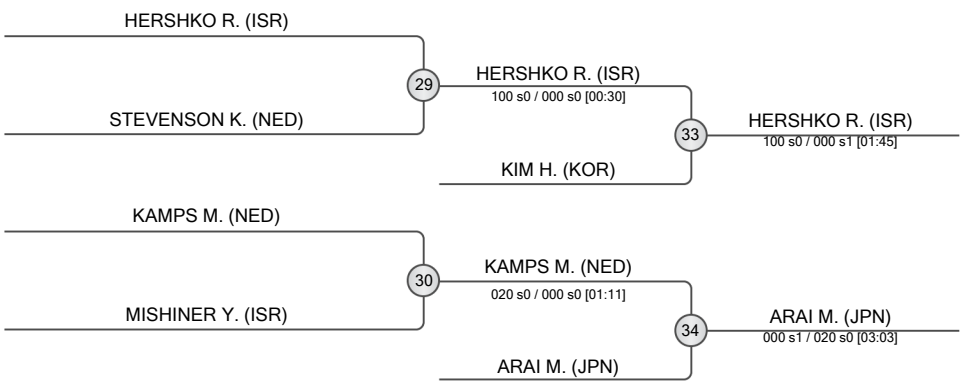 HERSHKO R. (ISR)
29
STEVENSON K. (NED)
HERSHKO R. (ISR)
100 s0 / 000 s0 [00:30]
33
KIM H. (KOR)
HERSHKO R. (ISR)
100 s0 / 000 s1 [01:45]
KAMPS M. (NED)
30
MISHINER Y. (ISR)
KAMPS M. (NED)
020 s0 / 000 s0 [01:11]
34
ARAI M. (JPN)
ARAI M. (JPN)
000 s1 / 020 s0 [03:03]